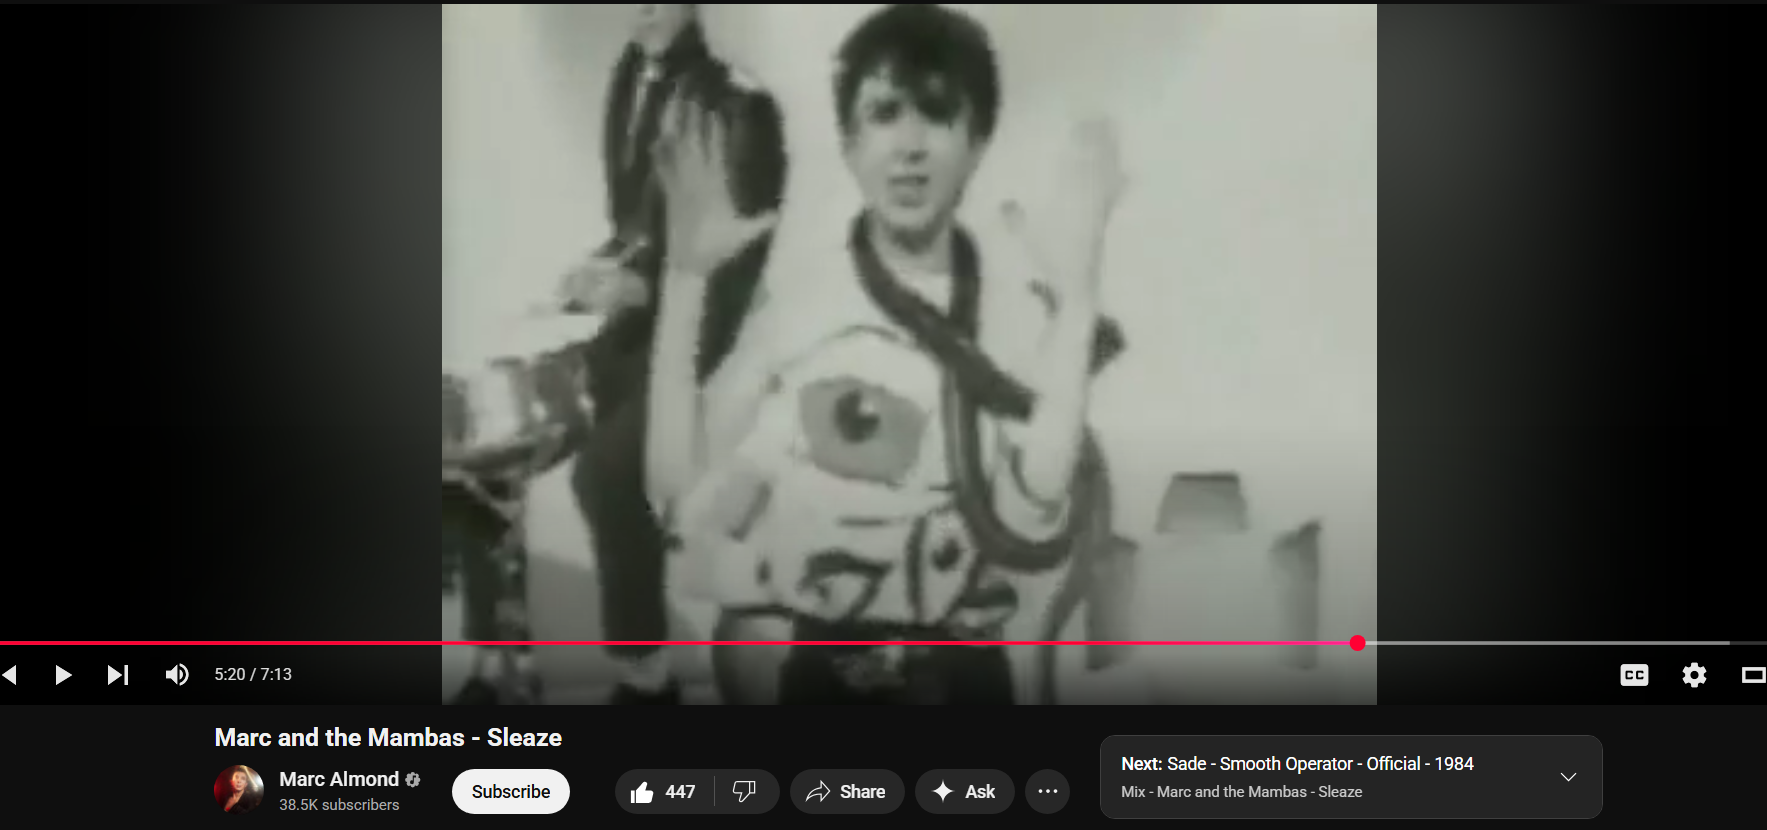 5:20 / 7:13
CC
Marc and the Mambas - Sleaze
Marc Almond
38.5K subscribers
Subscribe
447
Share
Ask
Next: Sade - Smooth Operator - Official - 1984
Mix - Marc and the Mambas - Sleaze